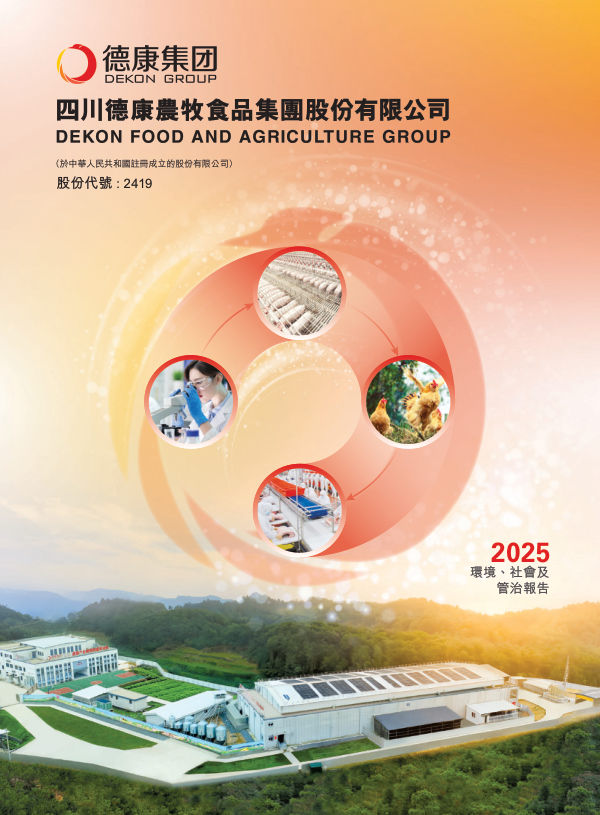 德康集团
DEKON GROUP
四川德康農牧食品集團股份有限公司
DEKON FOOD AND AGRICULTURE GROUP
（於中華人民共和國註冊成立的股份有限公司）
股份代號 : 2419
2025
環境、社會及
管治報告